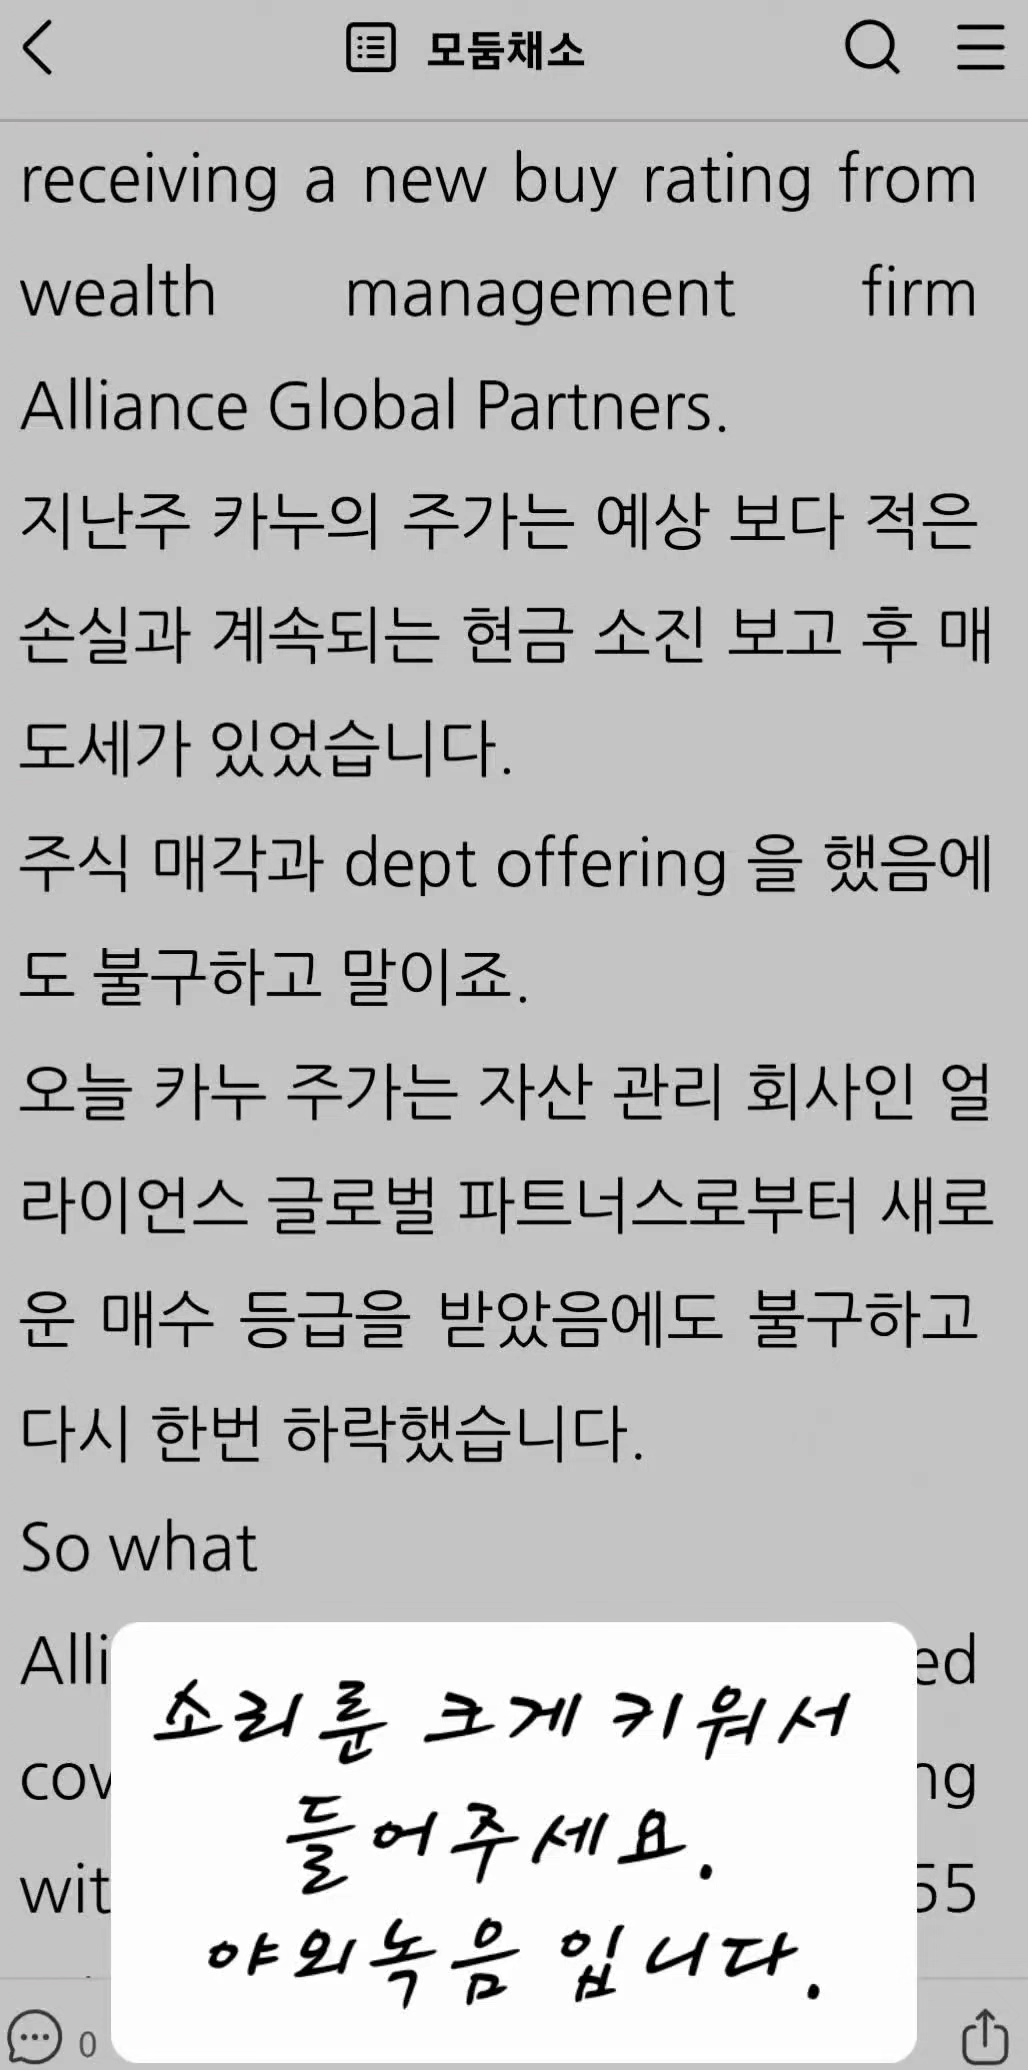 모둠채소
receiving a new buy rating from
wealth management firm
Alliance Global Partners.
지난주 카누의 주가는 예상 보다 적은
손실과 계속되는 현금 소진 보고 후 매
도세가 있었습니다.
주식 매각과 dept offering 을 했음에
도 불구하고 말이죠.
오늘 카누 주가는 자산 관리 회사인 얼
라이언스 글로벌 파트너스로부터 새로
운 매수 등급을 받았음에도 불구하고
다시 한번 하락했습니다.
So what
소리룬 크게 키워서
들어주세요.
야외녹음 입니다.
0